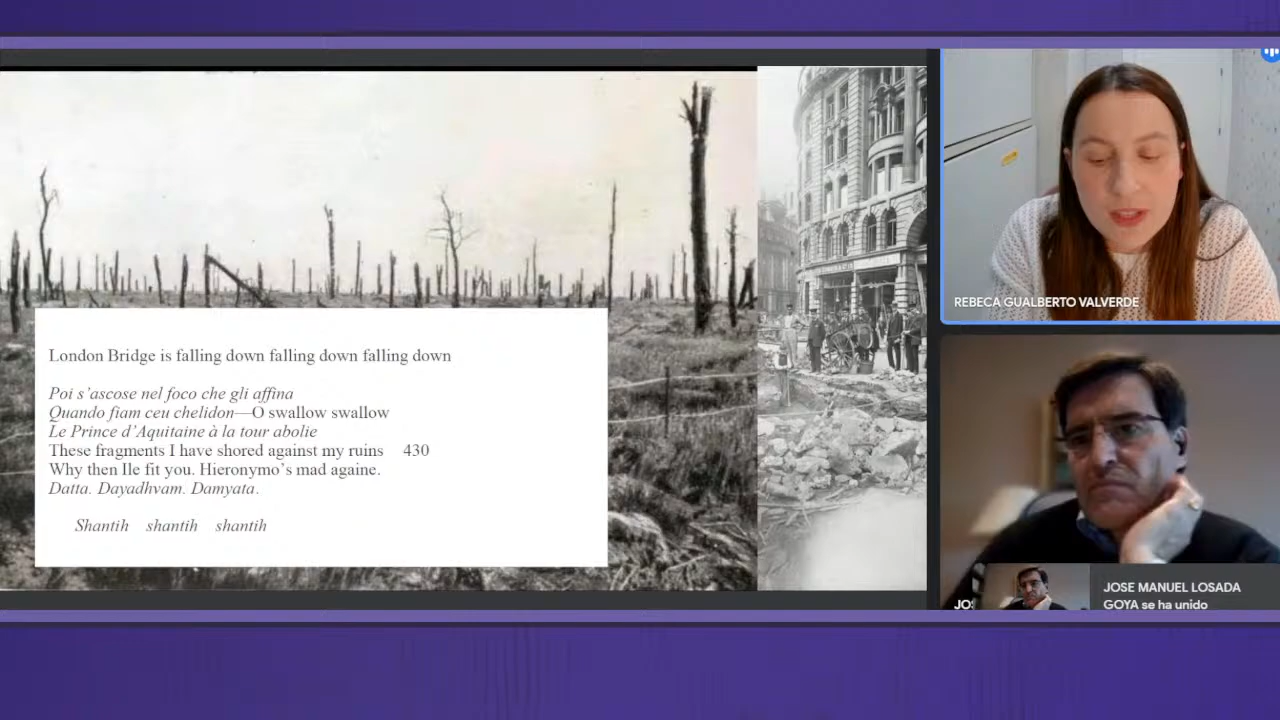 London Bridge is falling down falling down falling down
Poi s’ascose nel foco che gli affina
Quando fiam ceu chelidon—O swallow swallow
Le Prince d’Aquitaine à la tour abolie
These fragments I have shored against my ruins 430
Why then Ile fit you. Hieronymo’s mad againe.
Datta. Dayadhvam. Damyata.
Shantih shantih shantih
REBECA GUALBERTO VALVERDE
JOS
JOSE MANUEL LOSADA
GOYA se ha unido